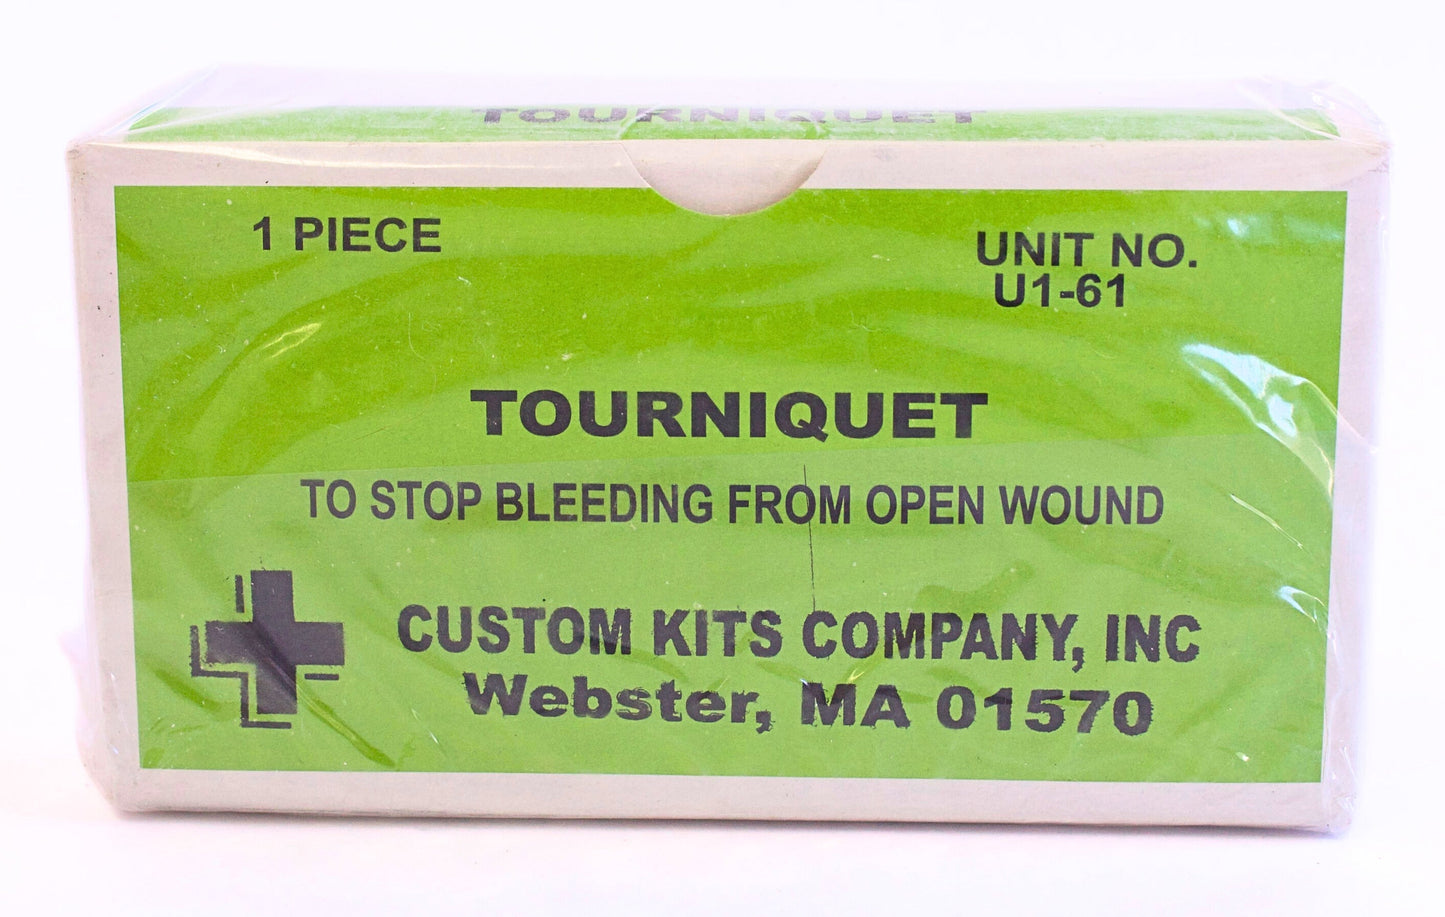 TOURNIQUET
1 PIECE
UNIT NO.
U1-61
TOURNIQUET
TO STOP BLEEDING FROM OPEN WOUND
CUSTOM KITS COMPANY, INC
Webster, MA 01570